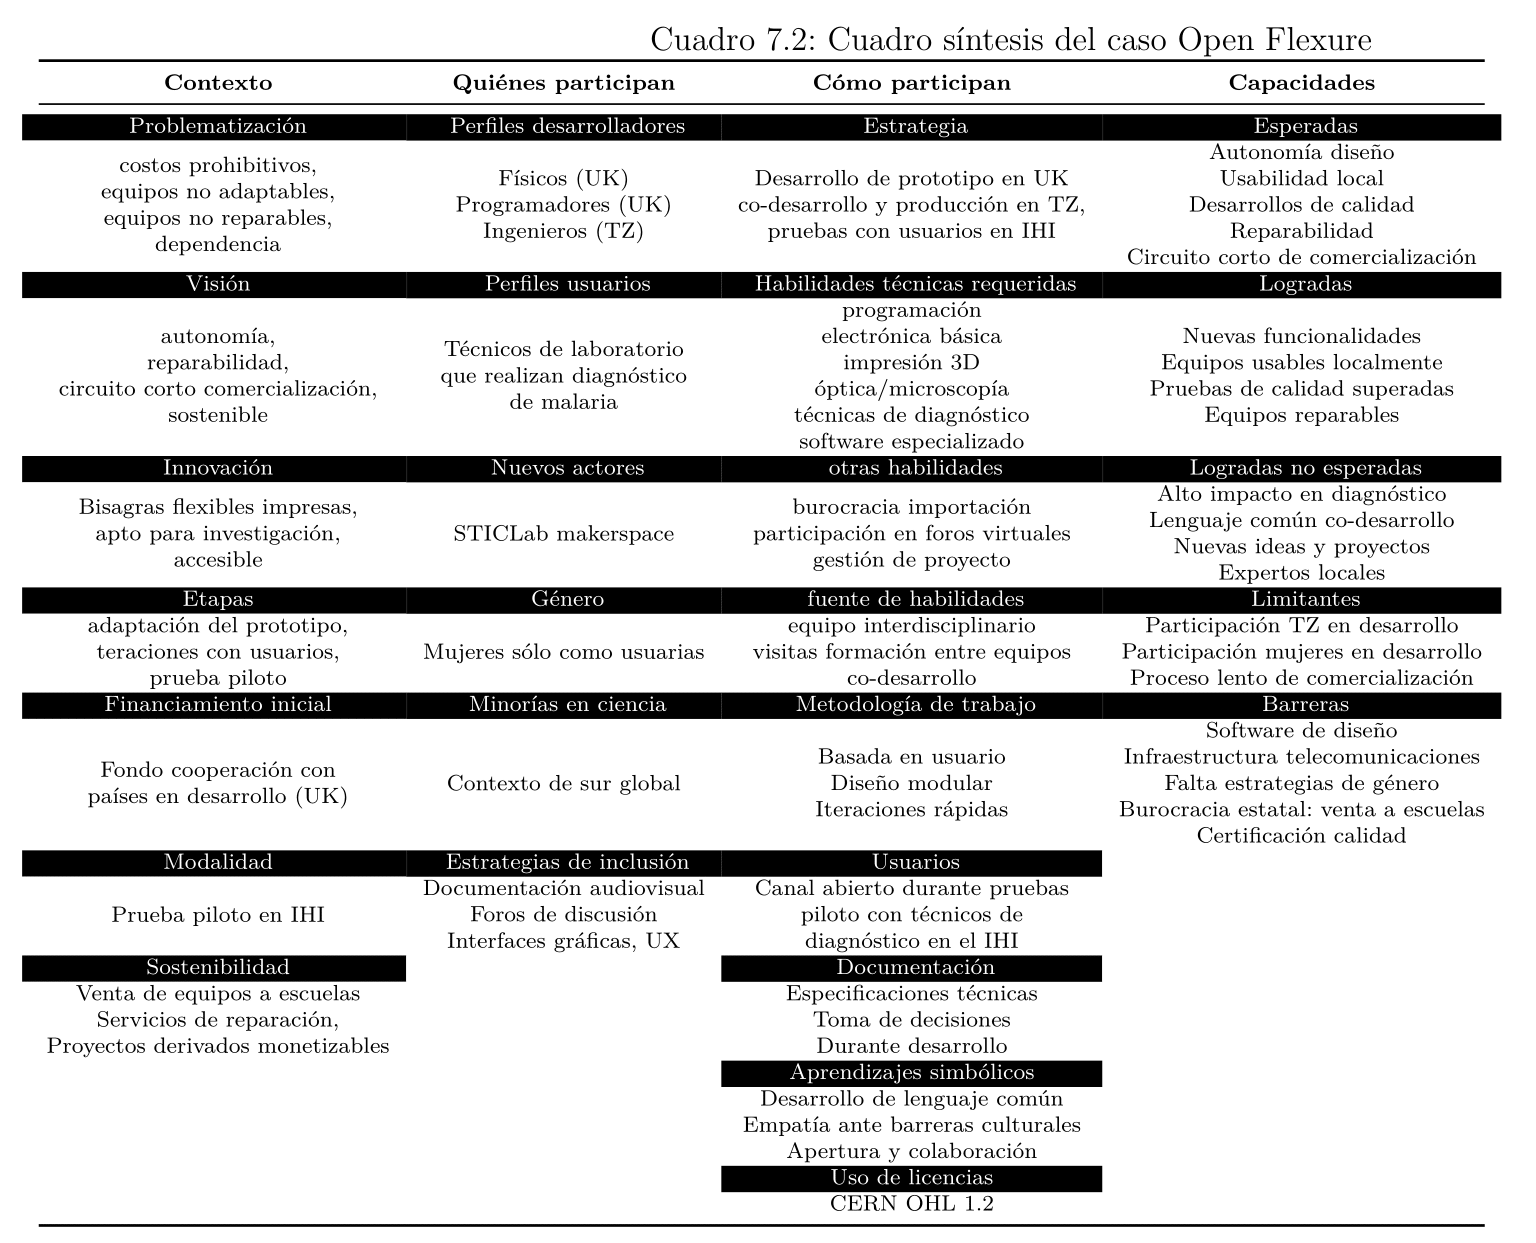 Cuadro 7.2: Cuadro síntesis del caso Open Flexure
Contexto
Quiénes participan
Cómo participan
Capacidades
Problematización
Perfiles desarrolladores
Estrategia
Esperadas
costos prohibitivos,
equipos no adaptables,
equipos no reparables,
dependencia
Físicos (UK)
Programadores (UK)
Ingenieros (TZ)
Desarrollo de prototipo en UK
co-desarrollo y producción en TZ,
pruebas con usuarios en IHI
Autonomía diseño
Usabilidad local
Desarrollos de calidad
Reparabilidad
Circuito corto de comercialización
Visión
Perfiles usuarios
Habilidades técnicas requeridas
Logradas
autonomía,
reparabilidad,
circuito corto comercialización,
sostenible
Técnicos de laboratorio
que realizan diagnóstico
de malaria
programación
electrónica básica
impresión 3D
óptica/microscopía
técnicas de diagnóstico
software especializado
Nuevas funcionalidades
Equipos usables localmente
Pruebas de calidad superadas
Equipos reparables
Innovación
Nuevos actores
otras habilidades
Logradas no esperadas
Bisagras flexibles impresas,
apto para investigación,
accesible
STICLab makerspace
burocracia importación
participación en foros virtuales
gestión de proyecto
Alto impacto en diagnóstico
Lenguaje común co-desarrollo
Nuevas ideas y proyectos
Expertos locales
Etapas
Género
fuente de habilidades
Limitantes
adaptación del prototipo,
teraciones con usuarios,
prueba piloto
Mujeres sólo como usuarias
equipo interdisciplinario
visitas formación entre equipos
co-desarrollo
Participación TZ en desarrollo
Participación mujeres en desarrollo
Proceso lento de comercialización
Financiamiento inicial
Minorías en ciencia
Metodología de trabajo
Barreras
Fondo cooperación con
países en desarrollo (UK)
Contexto de sur global
Basada en usuario
Diseño modular
Iteraciones rápidas
Software de diseño
Infraestructura telecomunicaciones
Falta estrategias de género
Burocracia estatal: venta a escuelas
Certificación calidad
Modalidad
Estrategias de inclusión
Usuarios
Prueba piloto en IHI
Documentación audiovisual
Foros de discusión
Interfaces gráficas, UX
Canal abierto durante pruebas
piloto con técnicos de
diagnóstico en el IHI
Sostenibilidad
Documentación
Venta de equipos a escuelas
Servicios de reparación,
Proyectos derivados monetizables
Especificaciones técnicas
Toma de decisiones
Durante desarrollo
Aprendizajes simbólicos
Desarrollo de lenguaje común
Empatía ante barreras culturales
Apertura y colaboración
Uso de licencias
CERN OHL 1.2